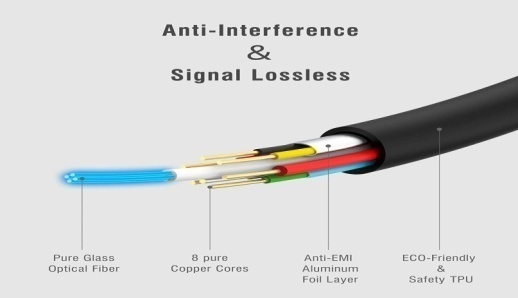 Anti-Interference
&
Signal Lossless
Pure Glass
Optical Fiber
8 pure
Copper Cores
Anti-EMI
Aluminum
Foil Layer
ECO-Friendly
&
Safety TPU